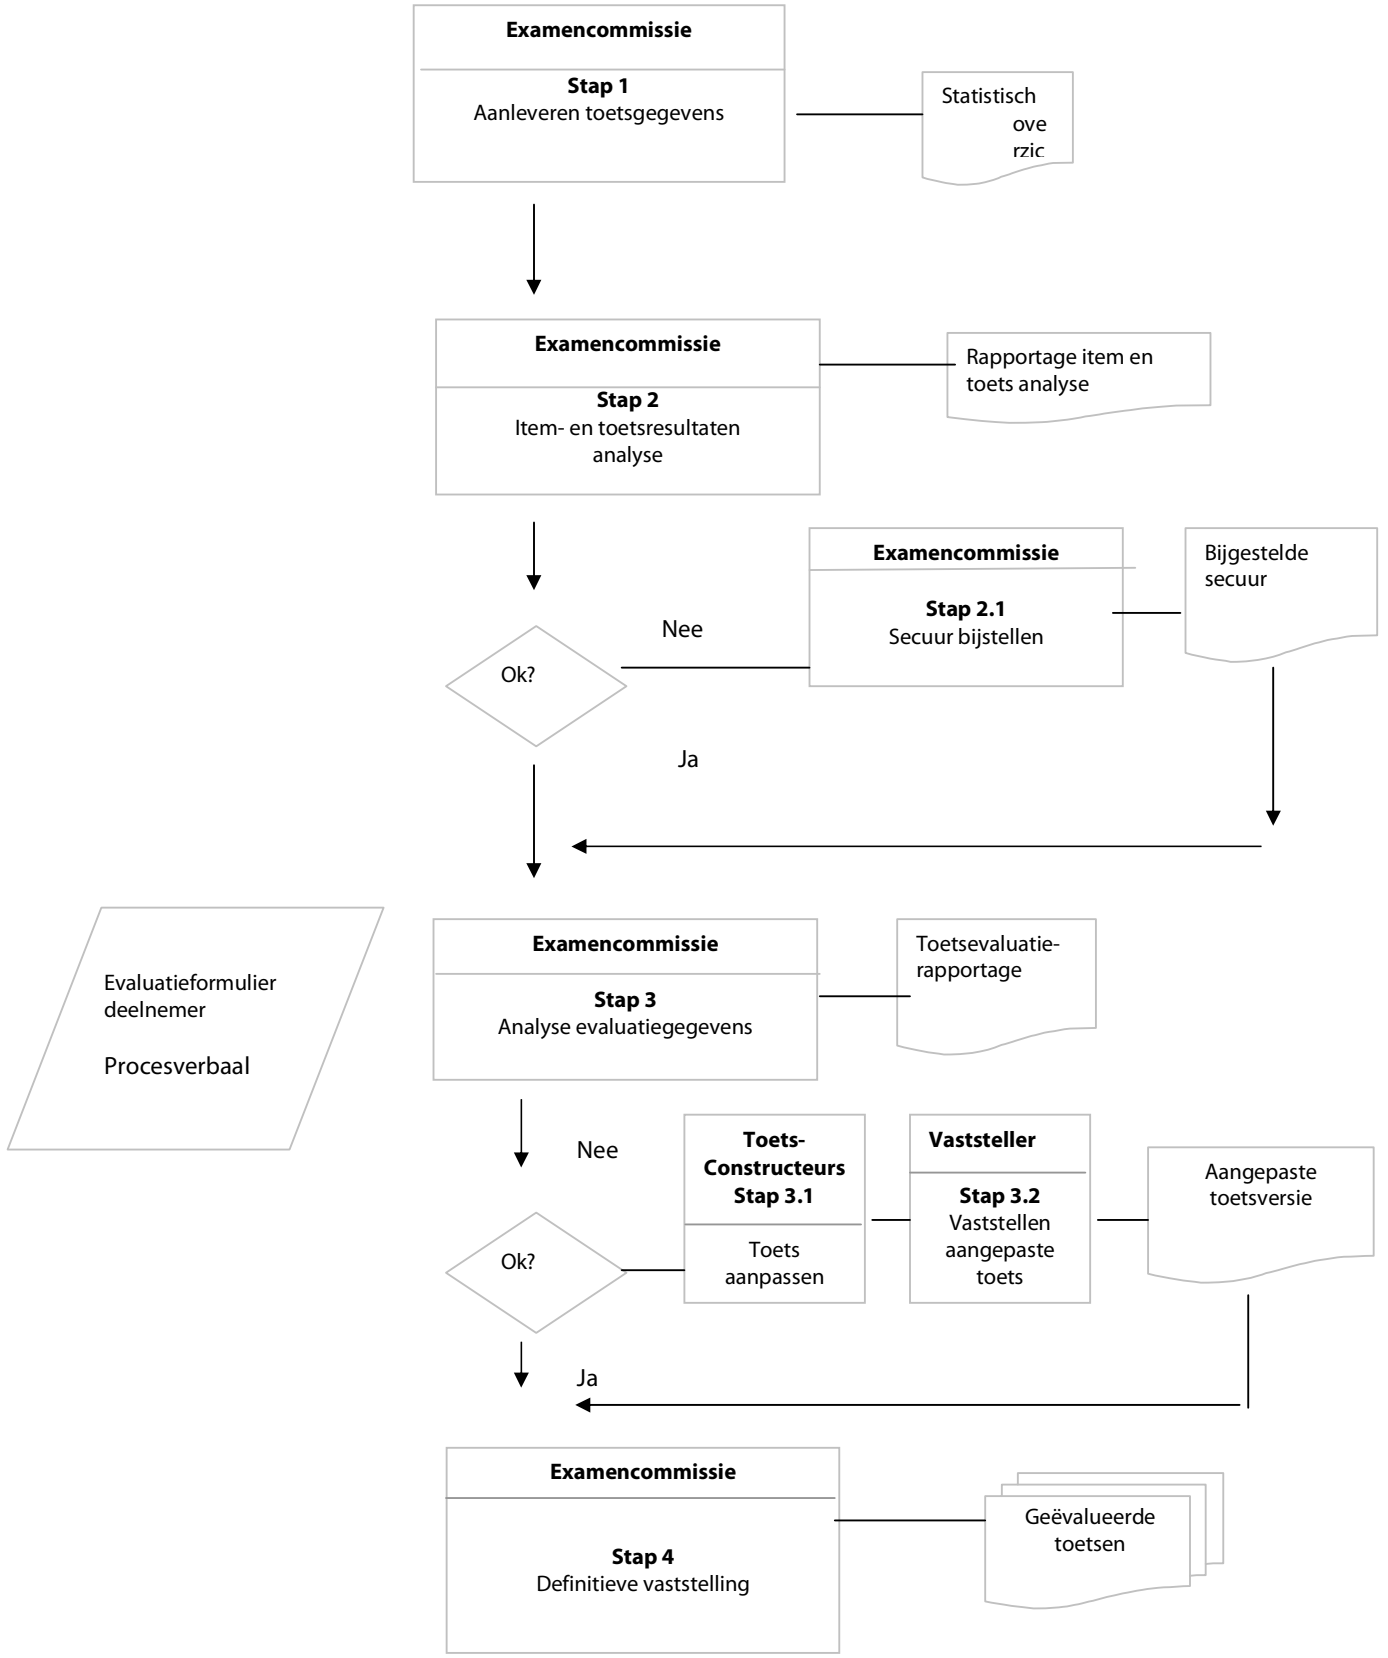 Examencommissie
Stap 1
Aanleveren toetsgegevens
Statistisch
ove
rzic
Examencommissie
Stap 2
Item- en toetsresultaten
analyse
Rapportage item en
toets analyse
Examencommissie
Stap 2.1
Secuur bijstellen
Bijgestelde
secuur
Nee
Ok?
Ja
Evaluatieformulier
deelnemer
Procesverbaal
Examencommissie
Stap 3
Analyse evaluatiegegevens
Toetsevaluatie-
rapportage
Nee
Ok?
Toets-
Constructeurs
Stap 3.1
Toets
aanpassen
Vaststeller
Stap 3.2
Vaststellen
aangepaste
toets
Aangepaste
toetsversie
Ja
Examencommissie
Stap 4
Definitieve vaststelling
Geëvalueerde
toetsen